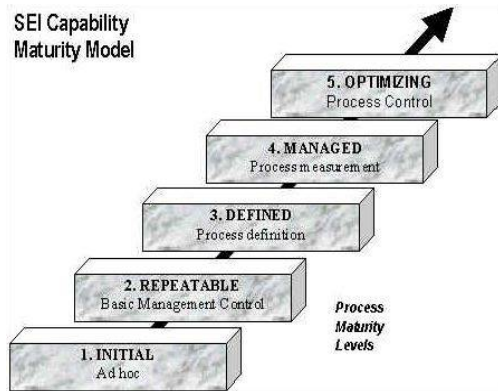 SEI Capability
Maturity Model
5. OPTIMIZING
Process Control
4. MANAGED
Process measurement
3. DEFINED
Process definition
2. REPEATABLE
Basic Management Control
1. INITIAL
Ad hoc
Process
Maturity
Levels